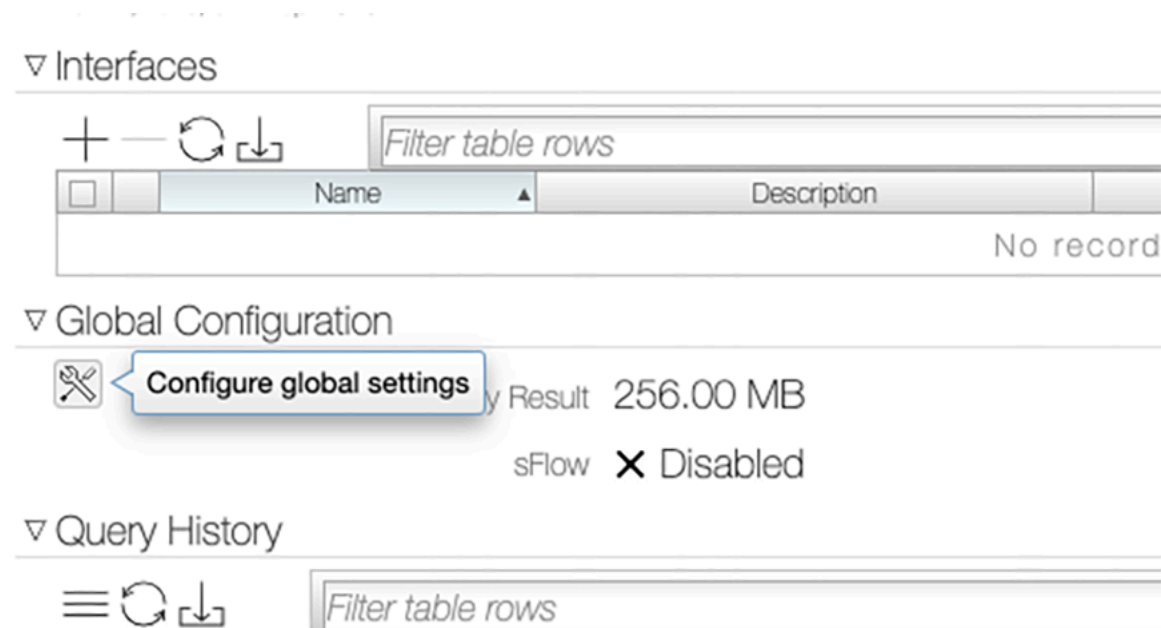 Interfaces
Filter table rows
Name Description
No record
Global Configuration
Configure global settings y Result 256.00 MB
sFlow Disabled
Query History
Filter table rows